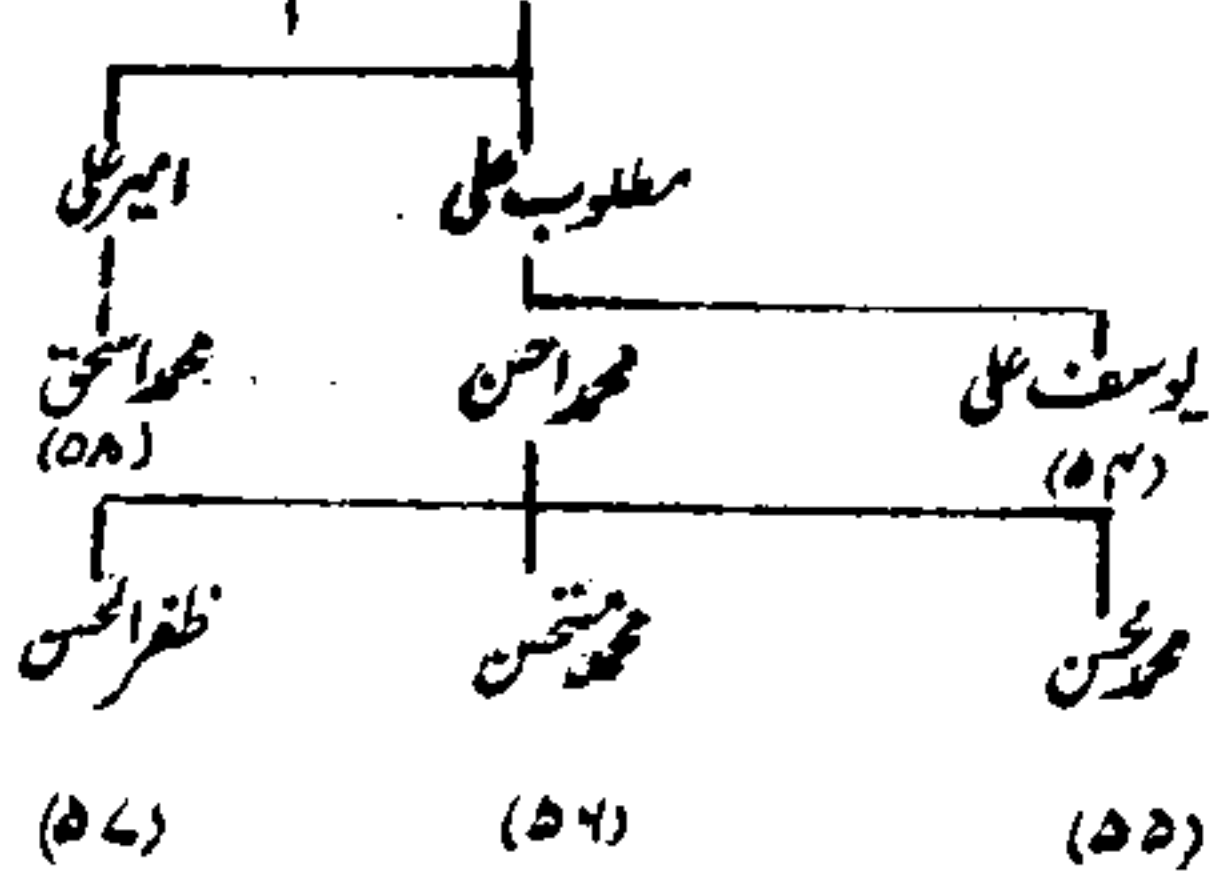 مطلوب علی امیر علی
یوسف علی محمد احسن محمد اسحٰق
(۵۴) (۵۸)
محمد محسن محمد مستحسن ظفر الحسن
(۵۵) (۵۶) (۵۷)